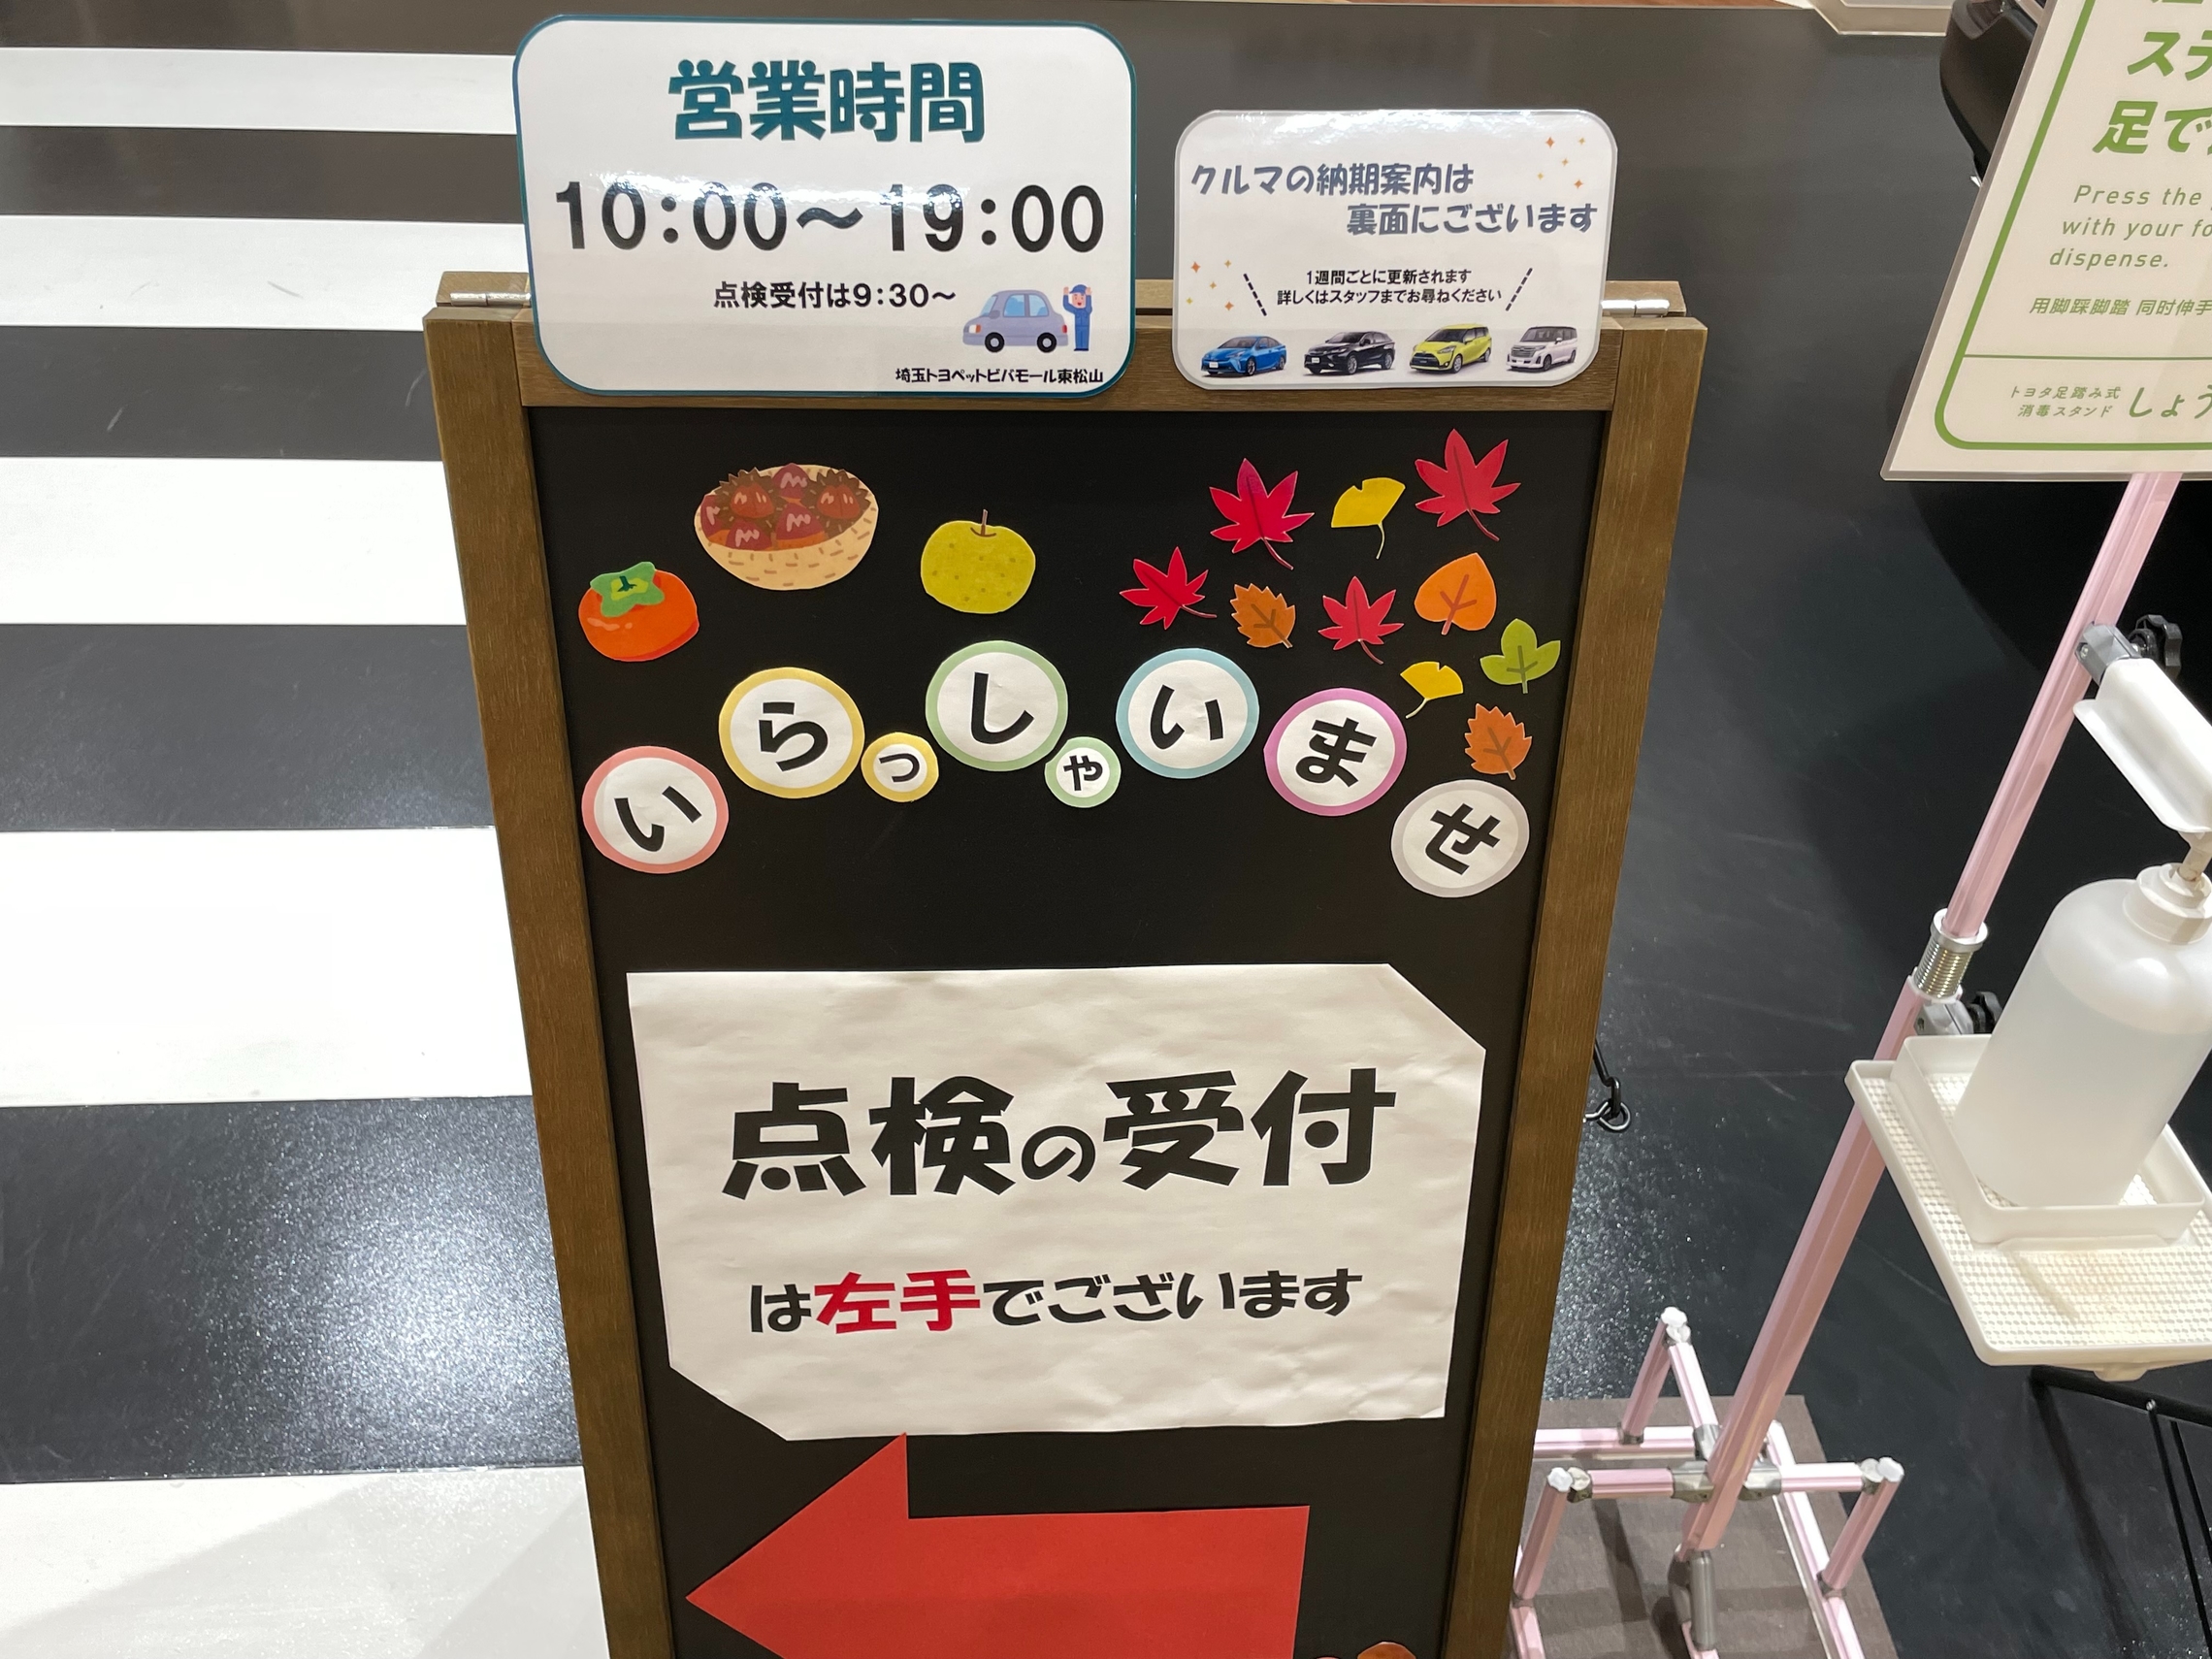 営業時間
10:00～19:00
点検受付は9:30～
埼玉トヨペットビバモール東松山
クルマの納期案内は
裏面にございます
1週間ごとに更新されます
詳しくはスタッフまでお尋ねください
いらっしゃいませ
点検の受付
は左手でございます
足で
Press the
with your
dispense.
用脚踩脚踏 同时伸手
トヨタ足踏み式
消毒スタンド
しょう